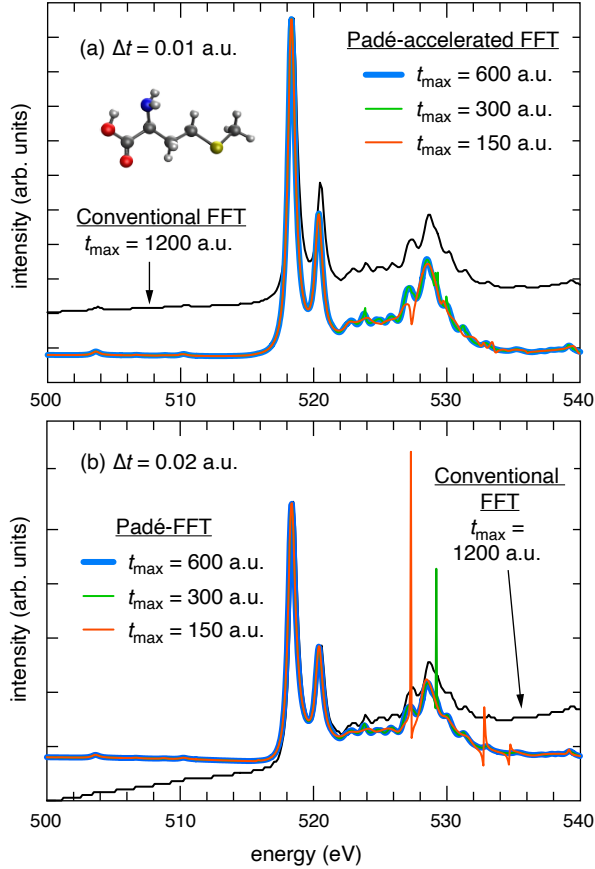 (a) Δt = 0.01 a.u.
Padé-accelerated FFT
tmax = 600 a.u.
tmax = 300 a.u.
tmax = 150 a.u.
Conventional FFT
tmax = 1200 a.u.
intensity (arb. units)
500
510
520
530
540
(b) Δt = 0.02 a.u.
Conventional
FFT
tmax =
1200 a.u.
Padé-FFT
tmax = 600 a.u.
tmax = 300 a.u.
tmax = 150 a.u.
intensity (arb. units)
500
510
520
530
540
energy (eV)